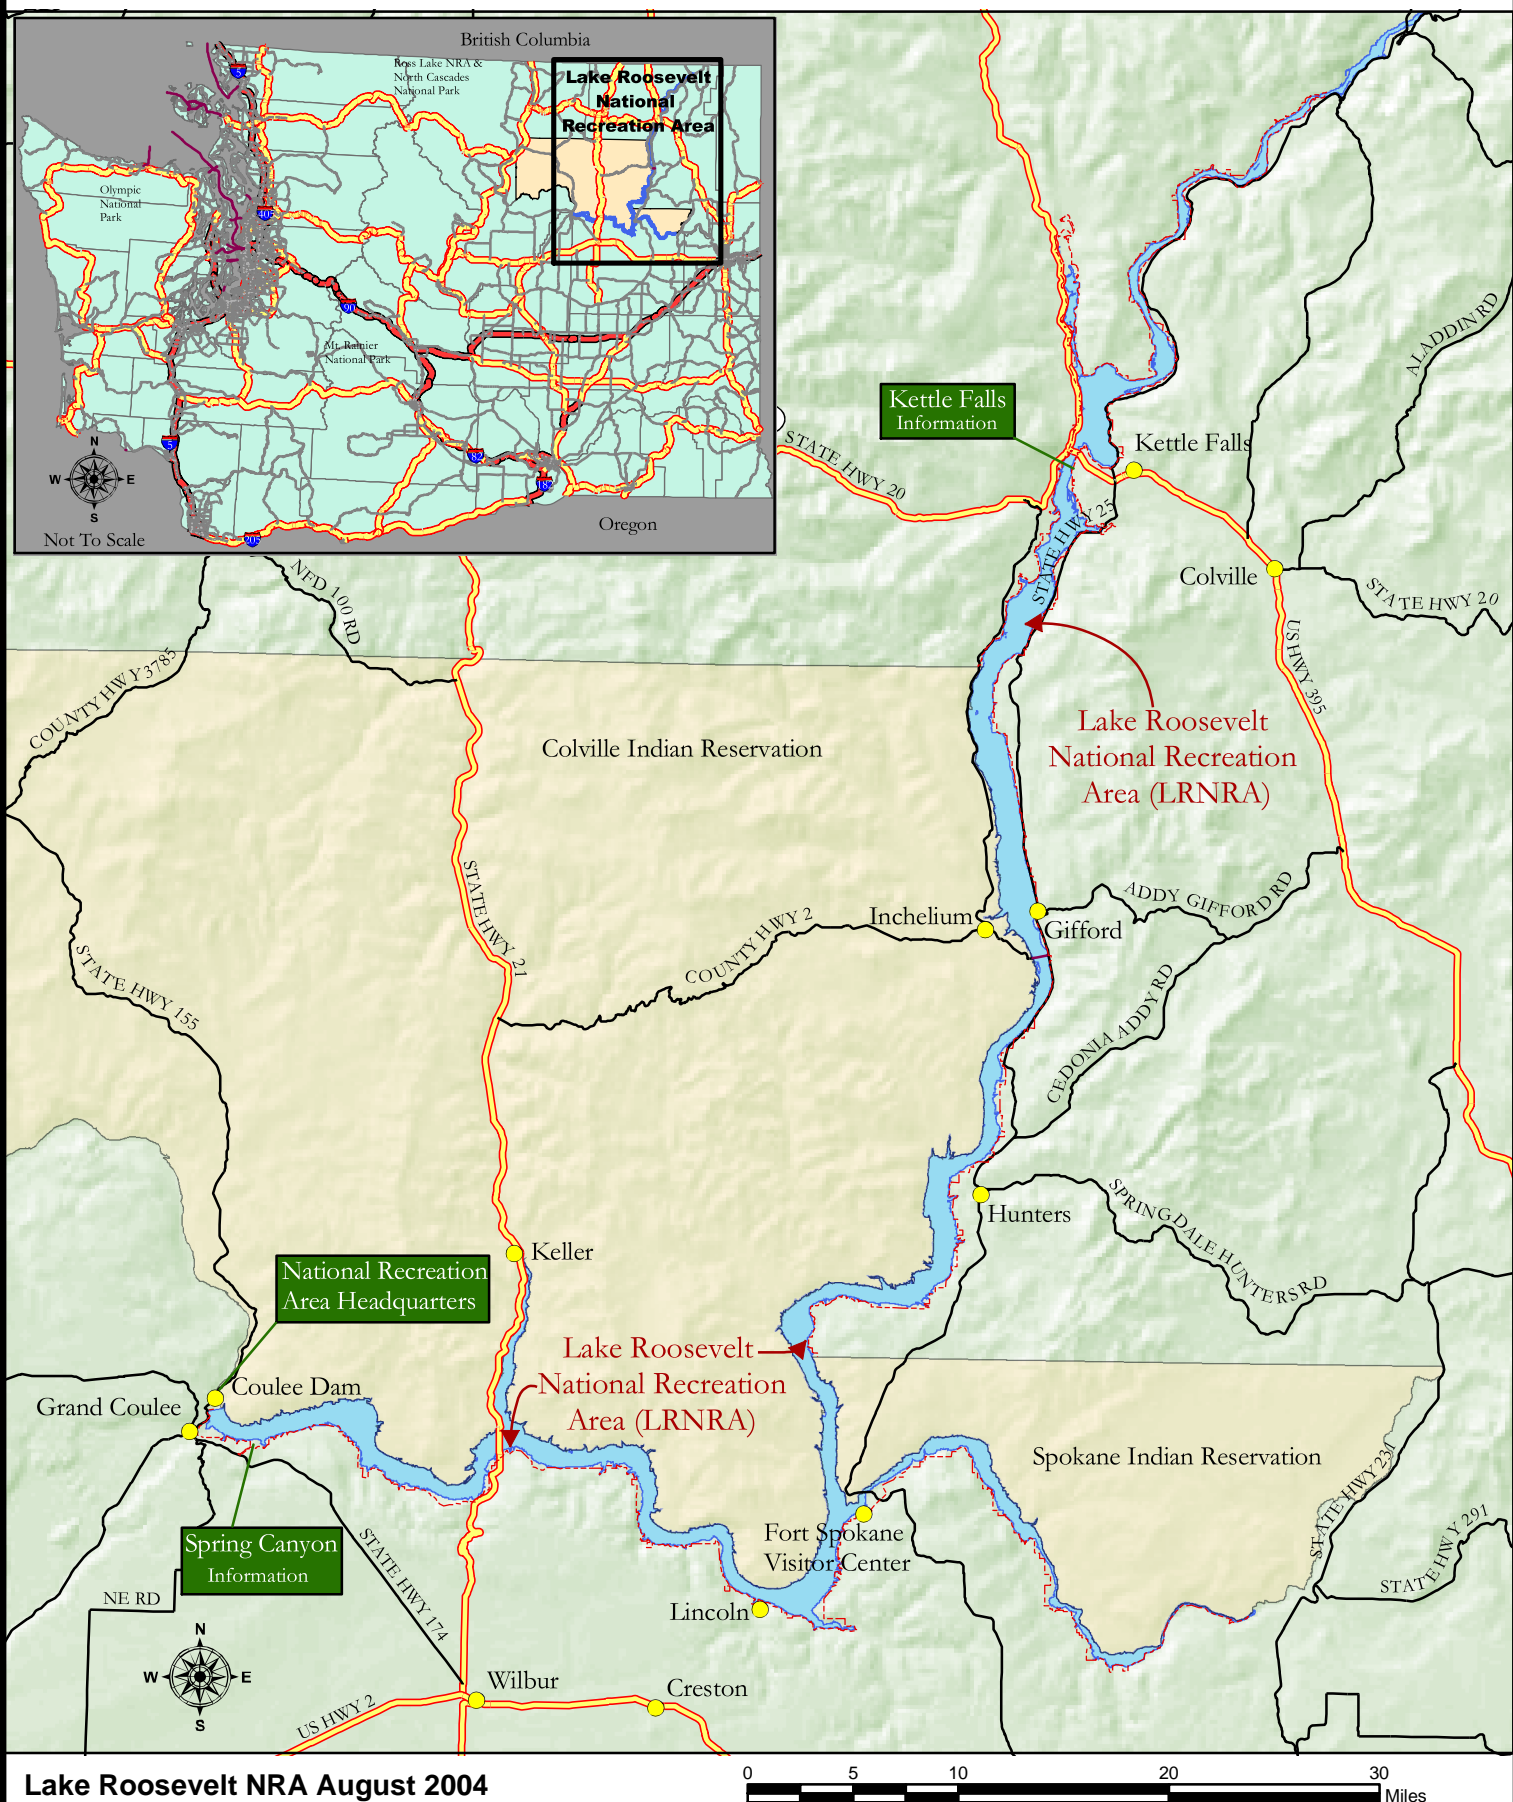 British Columbia
Ross Lake NRA &
North Cascades
National Park
Lake Roosevelt
National
Recreation Area
Olympic
National
Park
Mt. Rainier
National Park
5
405
90
5
82
82
205
N
W
E
S
Not To Scale
Oregon
Kettle Falls
Information
Kettle Falls
STATE HWY 20
STATE HWY 25
ALADDIN RD
Colville
STATE HWY 20
US HWY 395
NFD 100 RD
COUNTY HWY 3785
Colville Indian Reservation
Lake Roosevelt
National Recreation
Area (LRNRA)
STATE HWY 21
COUNTY HWY 2
Inchelium
Gifford
ADDY GIFFORD RD
CEDONIA ADDY RD
STATE HWY 155
Hunters
SPRINGDALE HUNTERS RD
Keller
National Recreation
Area Headquarters
Lake Roosevelt
National Recreation
Area (LRNRA)
Coulee Dam
Grand Coulee
Spokane Indian Reservation
STATE HWY 231
STATE HWY 291
Fort Spokane
Visitor Center
Spring Canyon
Information
STATE HWY 174
NE RD
Lincoln
N
W
E
S
Wilbur
Creston
US HWY 2
Lake Roosevelt NRA August 2004
0 5 10 20 30
Miles